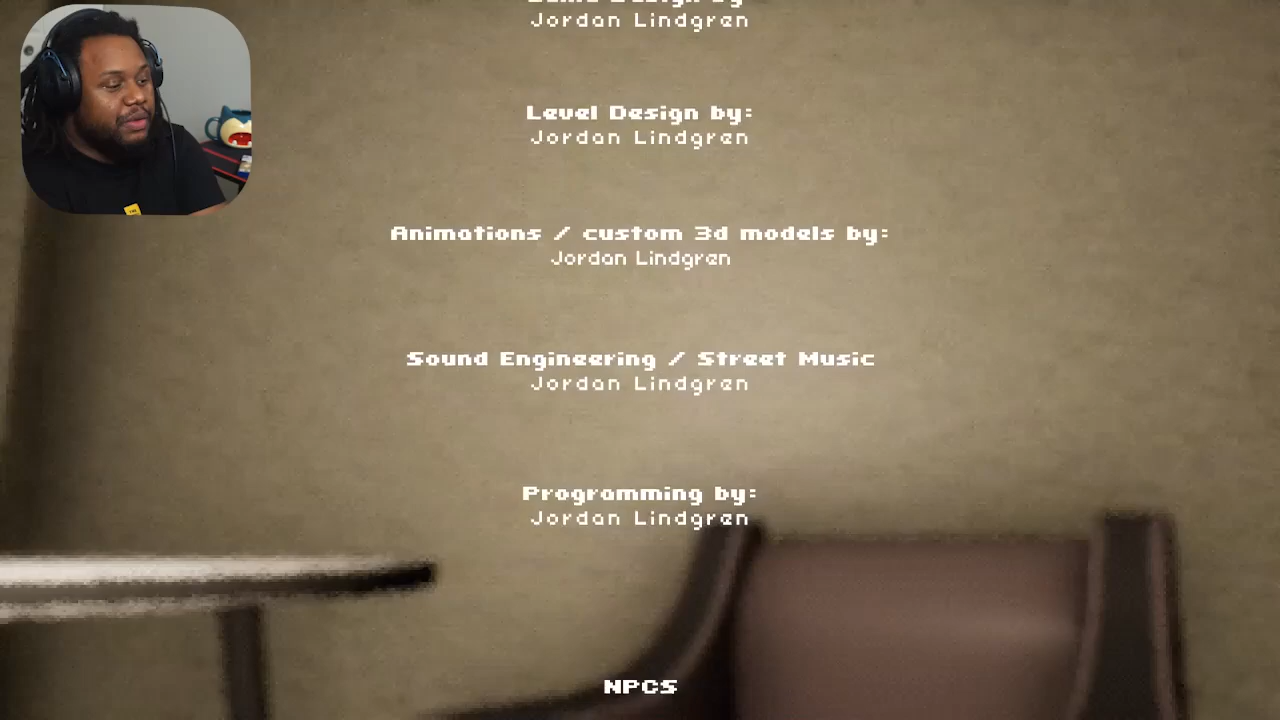 Jordan Lindgren
Level Design by:
Jordan Lindgren
Animations / custom 3d models by:
Jordan Lindgren
Sound Engineering / Street Music
Jordan Lindgren
Programming by:
Jordan Lindgren
NPCS